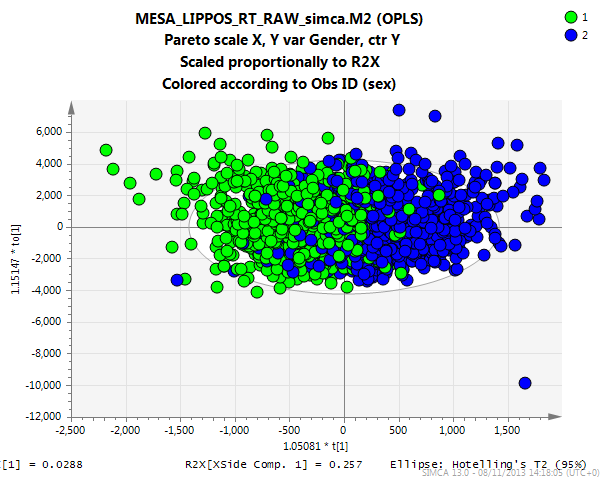 MESA_LIPPOS_RT_RAW_simca.M2 (OPLS)
Pareto scale X, Y var Gender, ctr Y
Scaled proportionally to R2X
Colored according to Obs ID (sex)
1
2
6,000
4,000
2,000
0
-2,000
-4,000
-6,000
-8,000
-10,000
-12,000
1.15147 * to[1]
-2,500
-2,000
-1,500
-1,000
-500
0
500
1,000
1,500
1.05081 * t[1]
[1] = 0.0288
R2X[XSide Comp. 1] = 0.257
Ellipse: Hotelling's T2 (95%)
SIMCA 13.0 - 08/11/2013 14:18:05 (UTC+0)